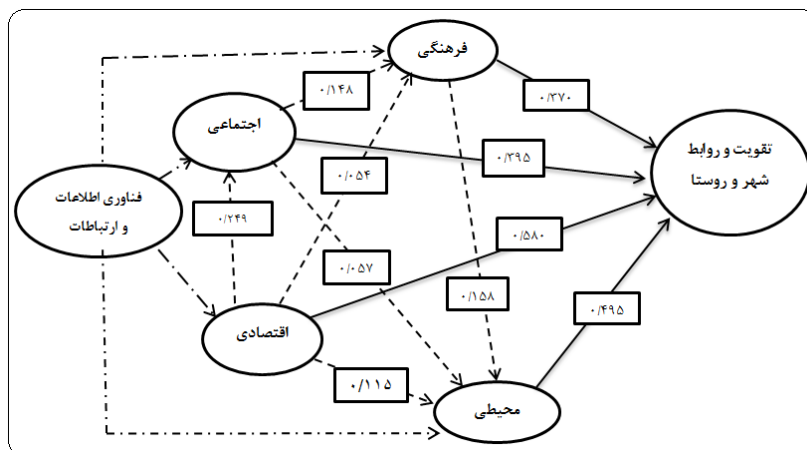 فرهنگی
۰/۱۴۸
۰/۳۷۰
اجتماعی
۰/۳۹۵
تقویت و روابط
شهر و روستا
۰/۰۵۴
فناوری اطلاعات
و ارتباطات
۰/۲۴۹
۰/۵۸۰
۰/۰۵۷
۰/۱۵۸
۰/۴۹۵
اقتصادی
۰/۱۱۵
محیطی